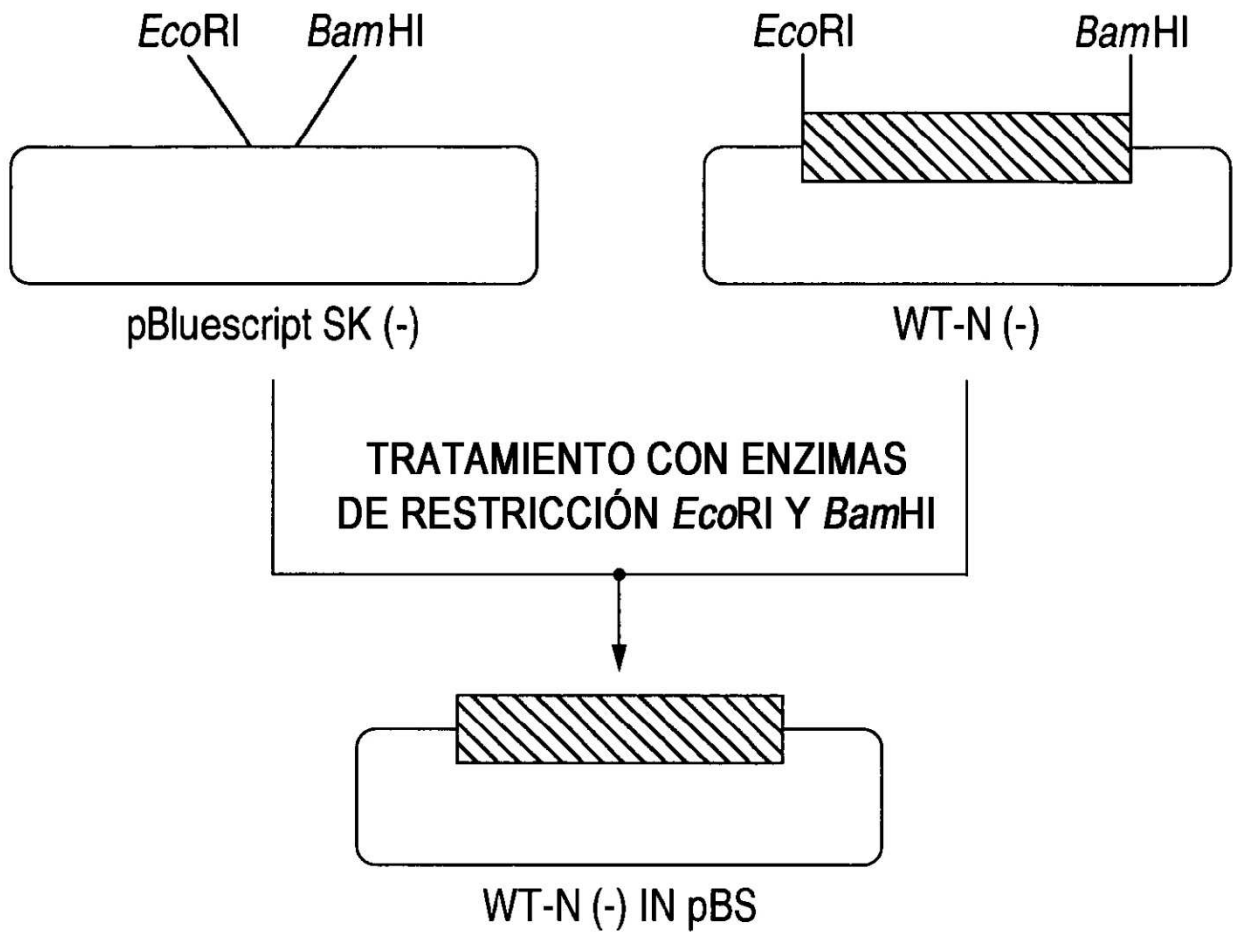 EcoRI BamHI
EcoRI BamHI
pBluescript SK (-)
WT-N (-)
TRATAMIENTO CON ENZIMAS
DE RESTRICCIÓN EcoRI Y BamHI
WT-N (-) IN pBS